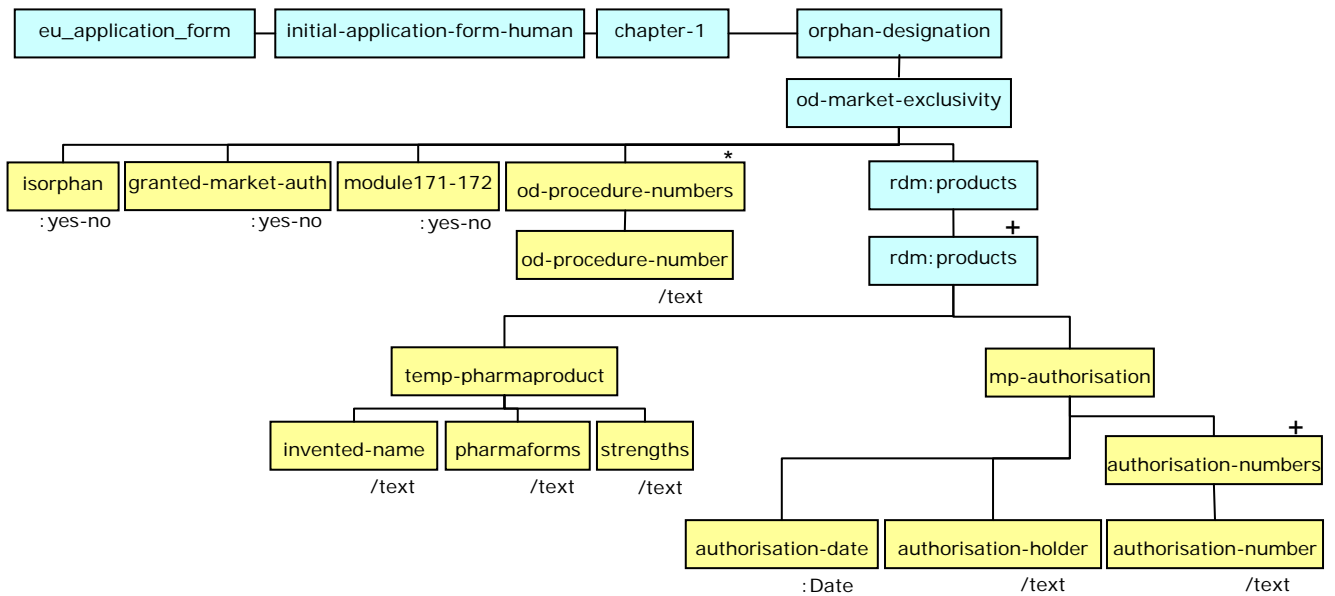 eu_application_form
initial-application-form-human
chapter-1
orphan-designation
od-market-exclusivity
*
isorphan
granted-market-auth
module171-172
od-procedure-numbers
rdm:products
:yes-no
:yes-no
:yes-no
+
od-procedure-number
rdm:products
/text
temp-pharmaproduct
mp-authorisation
+
invented-name
pharmaforms
strengths
authorisation-numbers
/text
/text
/text
authorisation-date
authorisation-holder
authorisation-number
:Date
/text
/text